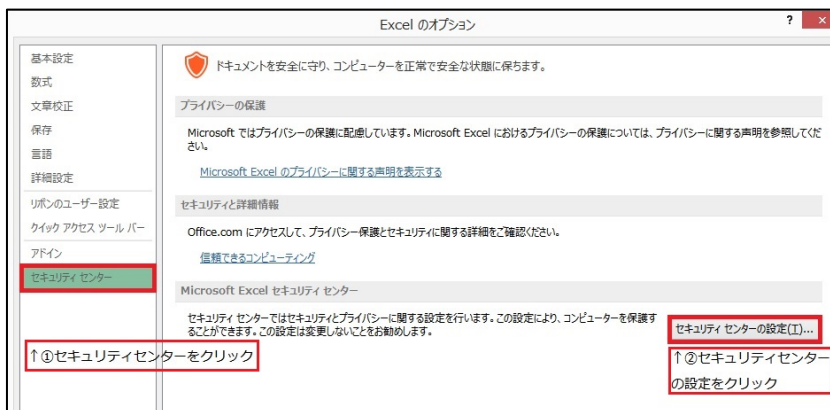 Excel のオプション
?
×
基本設定
数式
文章校正
保存
言語
詳細設定
リボンのユーザー設定
クイック アクセス ツール バー
アドイン
セキュリティ センター
ドキュメントを安全に守り、コンピューターを正常で安全な状態に保ちます。
プライバシーの保護
Microsoft ではプライバシーの保護に配慮しています。Microsoft Excel におけるプライバシーの保護については、プライバシーに関する声明を参照してくだ
さい。
Microsoft Excel のプライバシーに関する声明を表示する
セキュリティと詳細情報
Office.com にアクセスして、プライバシー保護とセキュリティに関する詳細をご確認ください。
信頼できるコンピューティング
Microsoft Excel セキュリティ センター
セキュリティ センターではセキュリティとプライバシーに関する設定を行います。この設定により、コンピューターを保護す
ることができます。この設定は変更しないことをお勧めします。
セキュリティ センターの設定(T)...
↑①セキュリティセンターをクリック
↑②セキュリティセンター
の設定をクリック